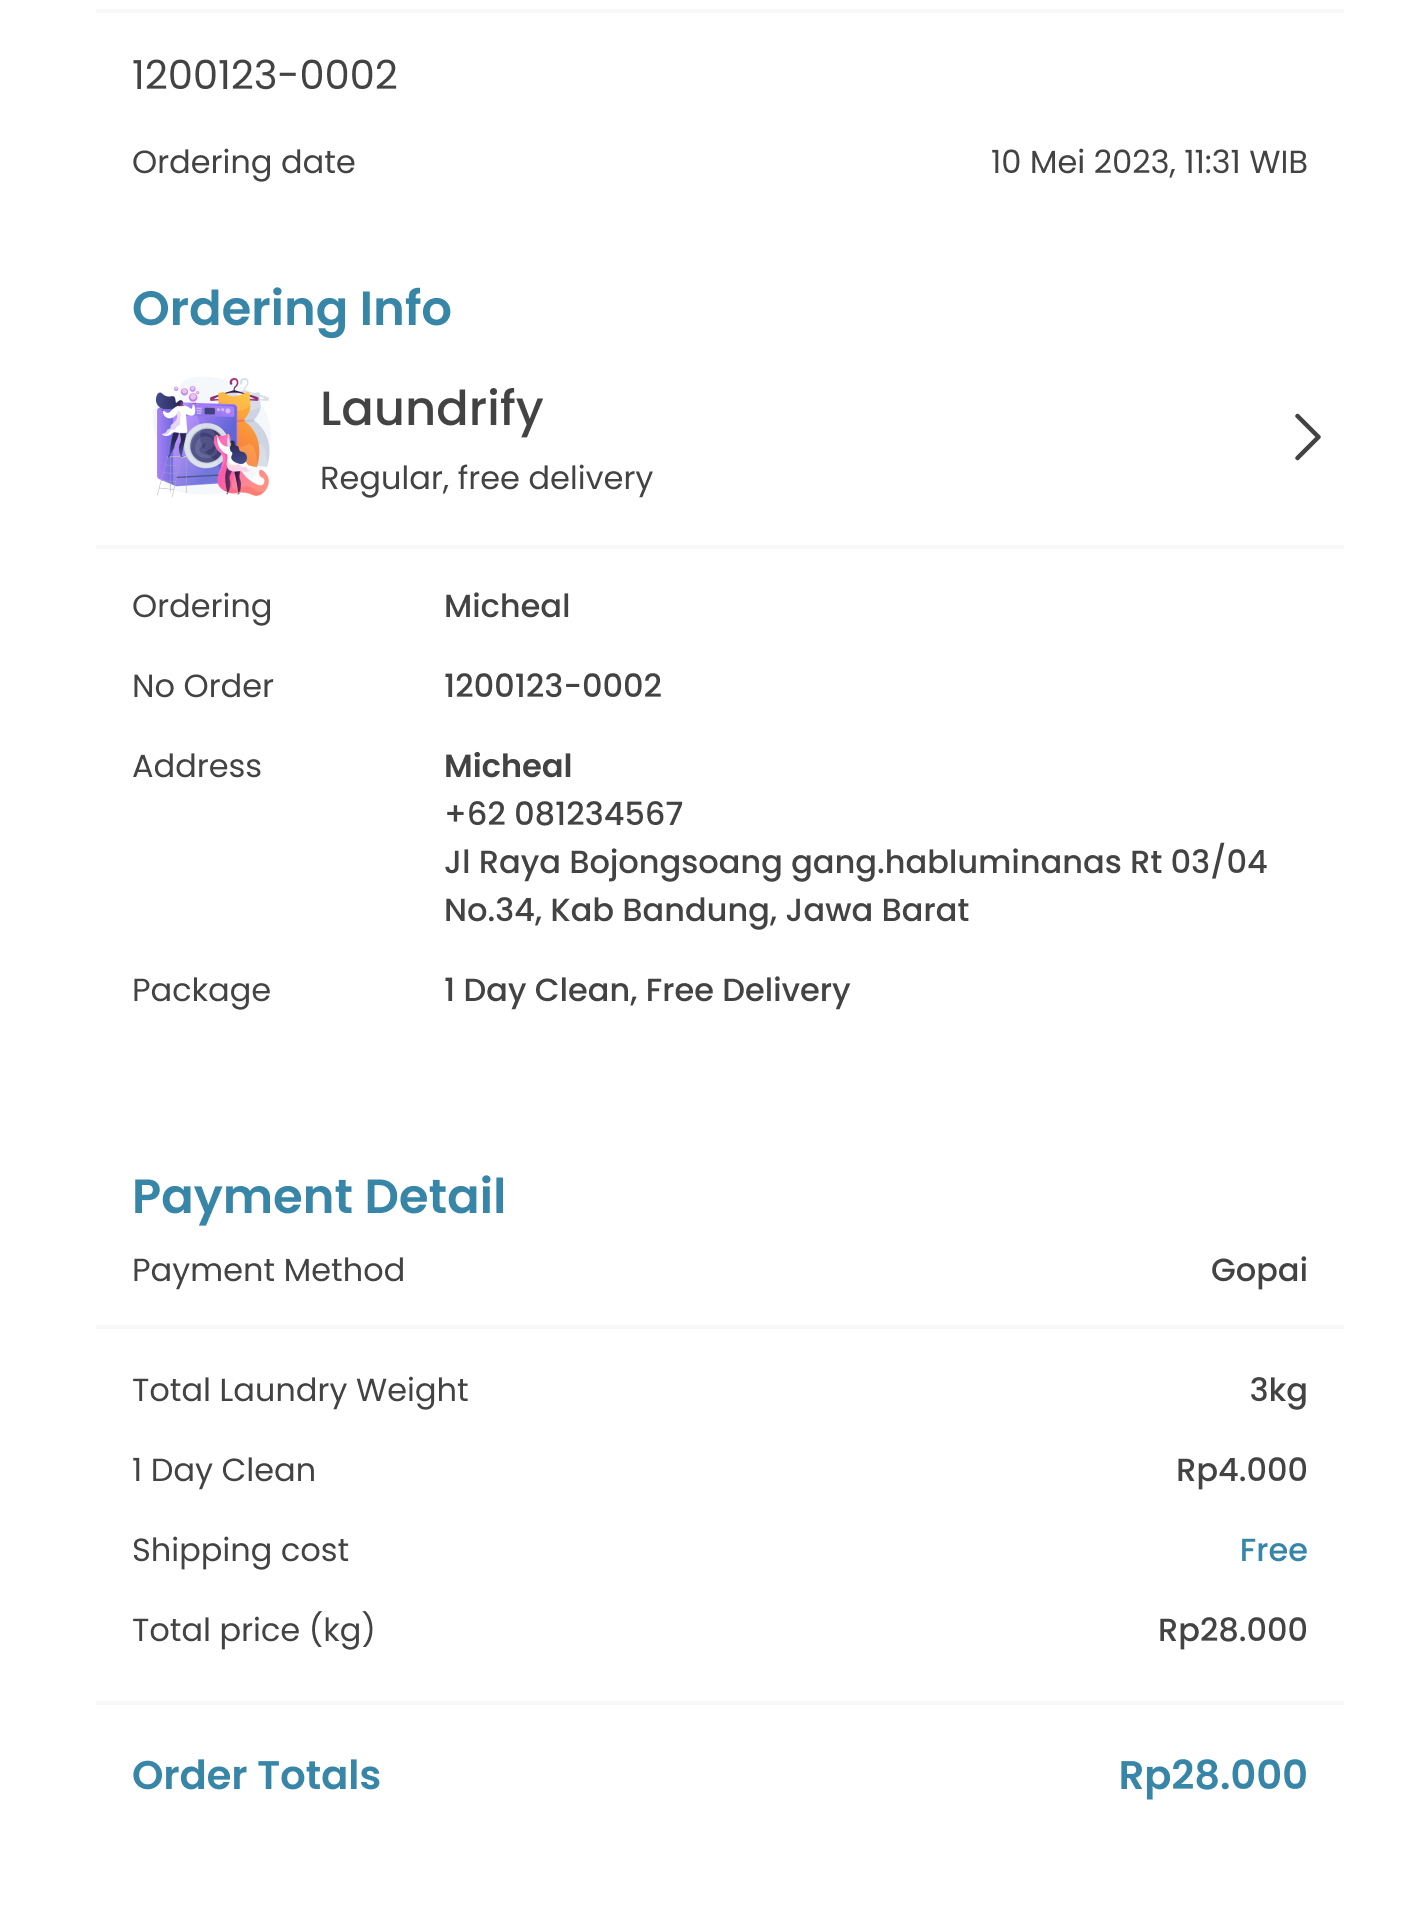 1200123-0002
Ordering date 10 Mei 2023, 11:31 WIB
Ordering Info
Laundrify
Regular, free delivery
Ordering Micheal
No Order 1200123-0002
Address Micheal
+62 081234567
Jl Raya Bojongsoang gang.habluminanas Rt 03/04
No.34, Kab Bandung, Jawa Barat
Package 1 Day Clean, Free Delivery
Payment Detail
Payment Method Gopai
Total Laundry Weight 3kg
1 Day Clean Rp4.000
Shipping cost Free
Total price (kg) Rp28.000
Order Totals Rp28.000